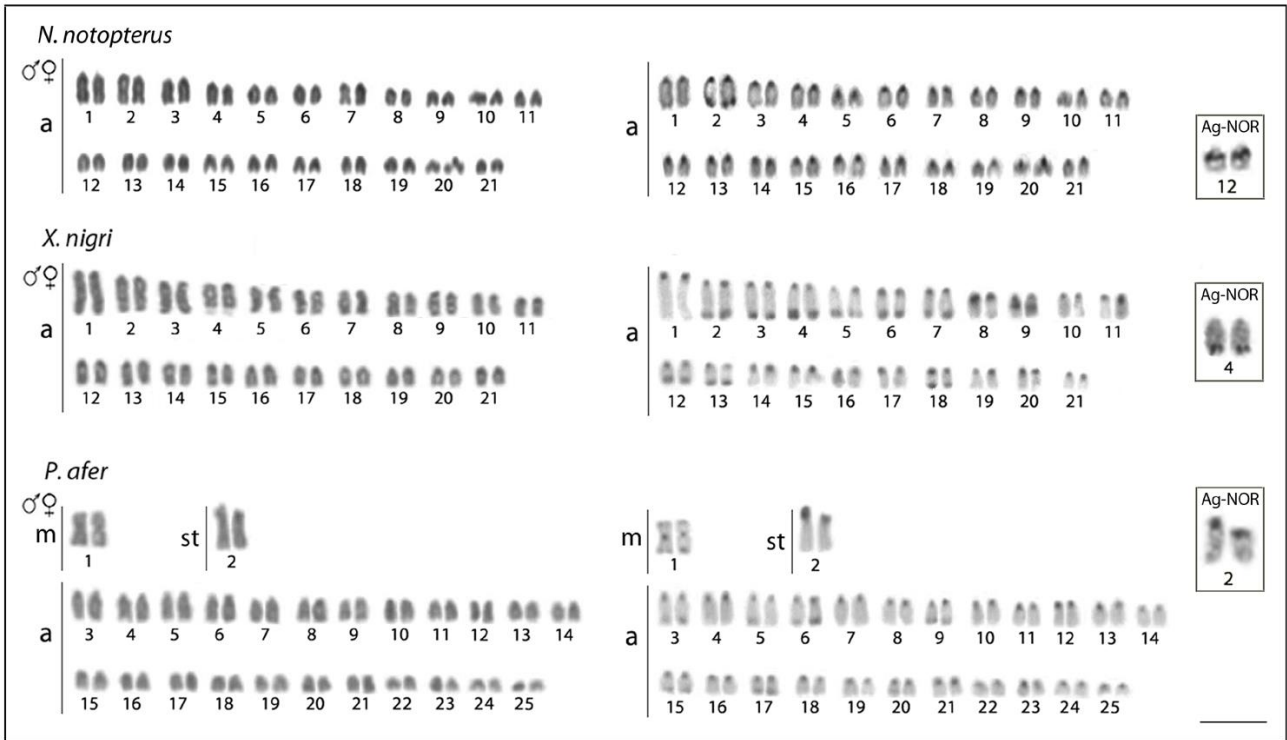 N. notopterus
♂♀
a
1 2 3 4 5 6 7 8 9 10 11
12 13 14 15 16 17 18 19 20 21
a
1 2 3 4 5 6 7 8 9 10 11
12 13 14 15 16 17 18 19 20 21
Ag-NOR
12
X. nigri
♂♀
a
1 2 3 4 5 6 7 8 9 10 11
12 13 14 15 16 17 18 19 20 21
a
1 2 3 4 5 6 7 8 9 10 11
12 13 14 15 16 17 18 19 20 21
Ag-NOR
4
P. afer
♂♀
m
1
st
2
a
3 4 5 6 7 8 9 10 11 12 13 14
15 16 17 18 19 20 21 22 23 24 25
m
1
st
2
a
3 4 5 6 7 8 9 10 11 12 13 14
15 16 17 18 19 20 21 22 23 24 25
Ag-NOR
2